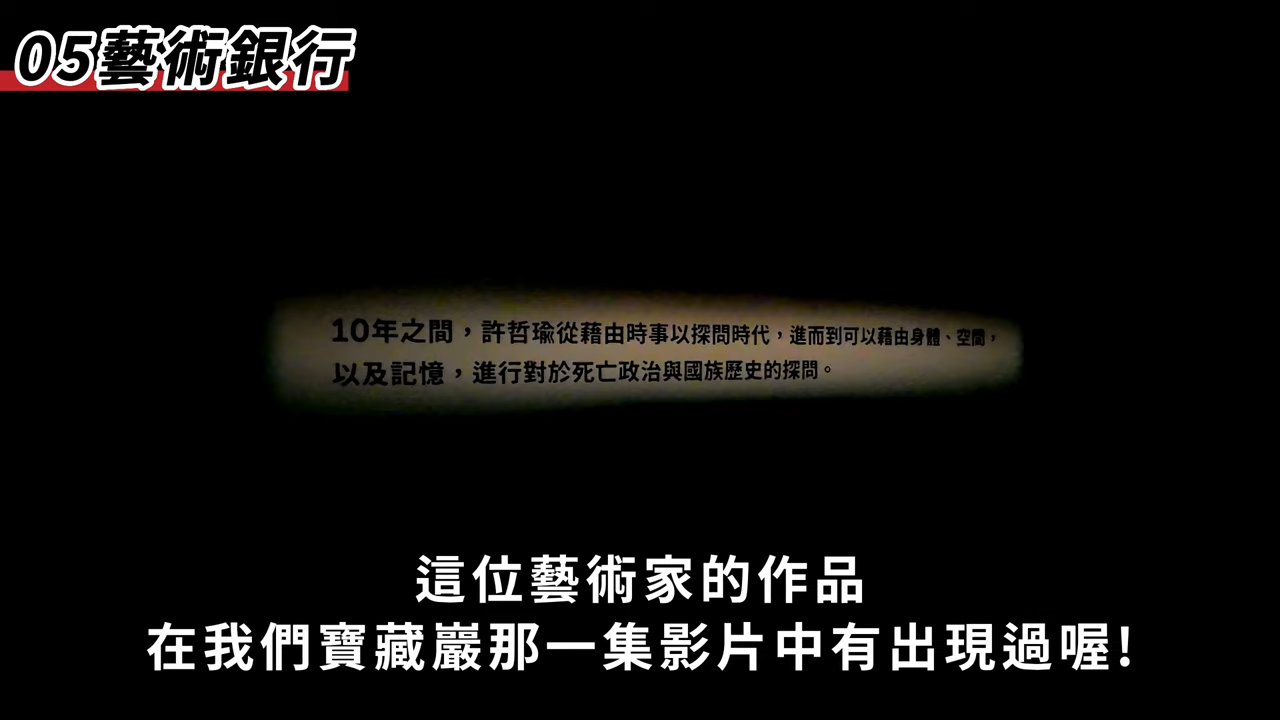 05藝術銀行
10年之間，許哲瑜從藉由時事以探問時代，進而到可以藉由身體、空間，
以及記憶，進行對於死亡政治與國族歷史的探問。
這位藝術家的作品
在我們寶藏巖那一集影片中有出現過喔!